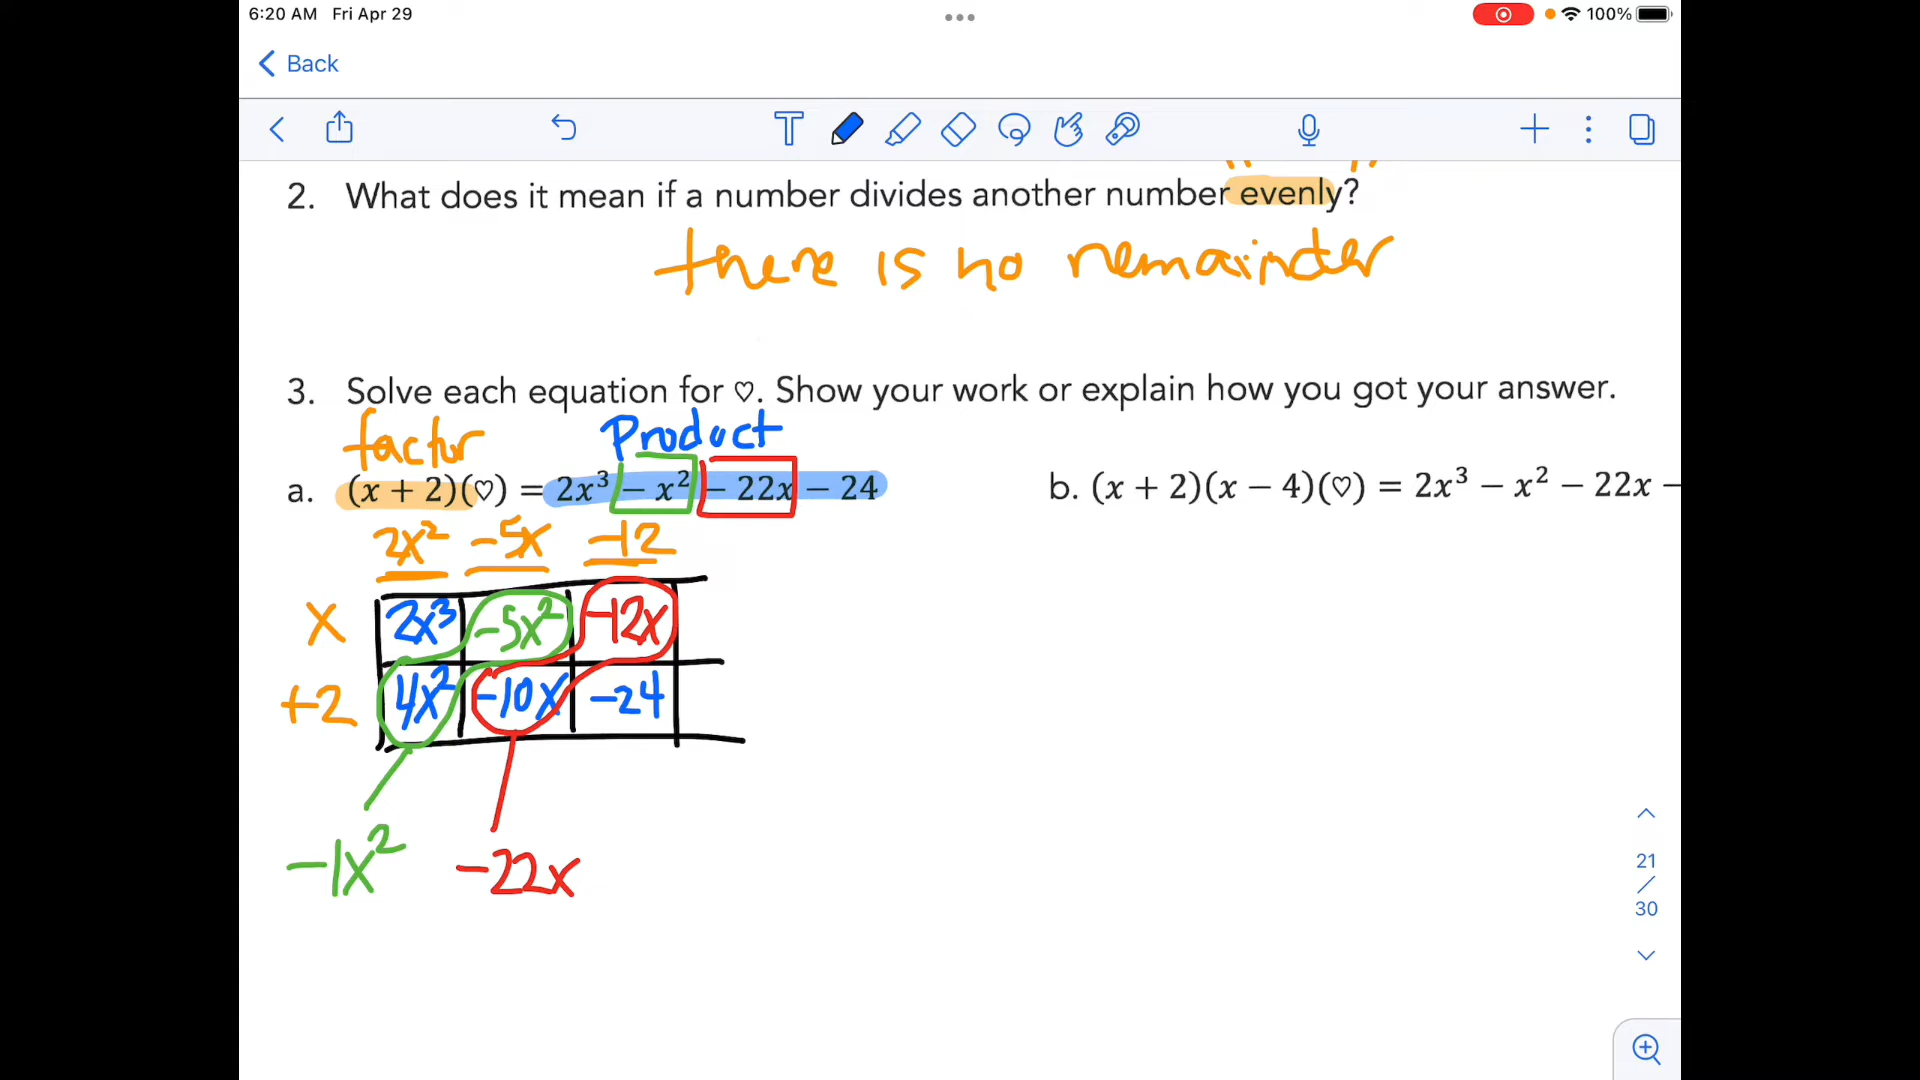 6:20 AM Fri Apr 29 100%
Back
2. What does it mean if a number divides another number evenly?
there is no remainder
3. Solve each equation for ♡. Show your work or explain how you got your answer.
factor Product
a. (x + 2)(♡) = 2x³ − x² − 22x − 24
b. (x + 2)(x − 4)(♡) = 2x³ − x² − 22x −
2x² −5x −12
x 2x³ −5x² −12x
+2 4x² −10x −24
−1x² −22x
21
/
30